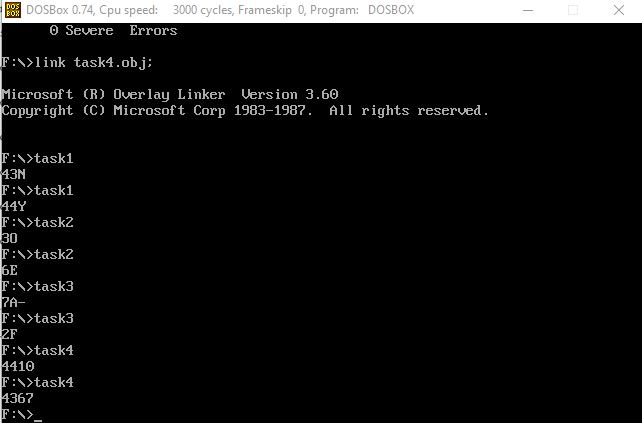 DOSBox 0.74, Cpu speed: 3000 cycles, Frameskip 0, Program: DOSBOX
0 Severe Errors
F:\>link task4.obj;
Microsoft (R) Overlay Linker Version 3.60
Copyright (C) Microsoft Corp 1983-1987. All rights reserved.
F:\>task1
43N
F:\>task1
44Y
F:\>task2
3O
F:\>task2
6E
F:\>task3
7A-
F:\>task3
2F
F:\>task4
4410
F:\>task4
4367
F:\>_